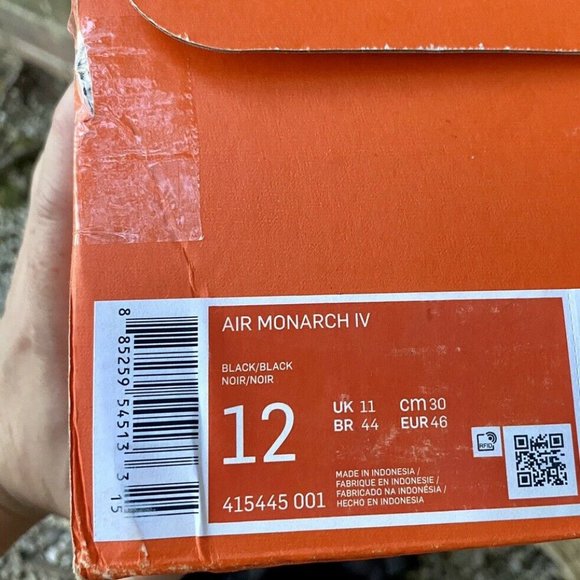 AIR MONARCH IV
BLACK/BLACK
NOIR/NOIR
12
UK 11 cm 30
BR 44 EUR 46
RFID
MADE IN INDONESIA/
FABRIQUE EN INDONESIE/
FABRICADO NA INDONÉSIA/
HECHO EN INDONESIA
415445 001
8 85259 54513 3 15